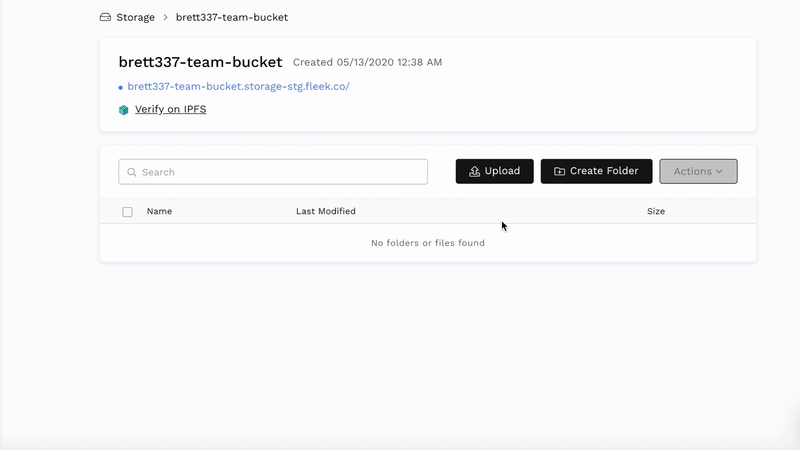 Storage > brett337-team-bucket
brett337-team-bucket Created 05/13/2020 12:38 AM
brett337-team-bucket.storage-stg.fleek.co/
Verify on IPFS
Search Upload Create Folder Actions
Name Last Modified Size
No folders or files found